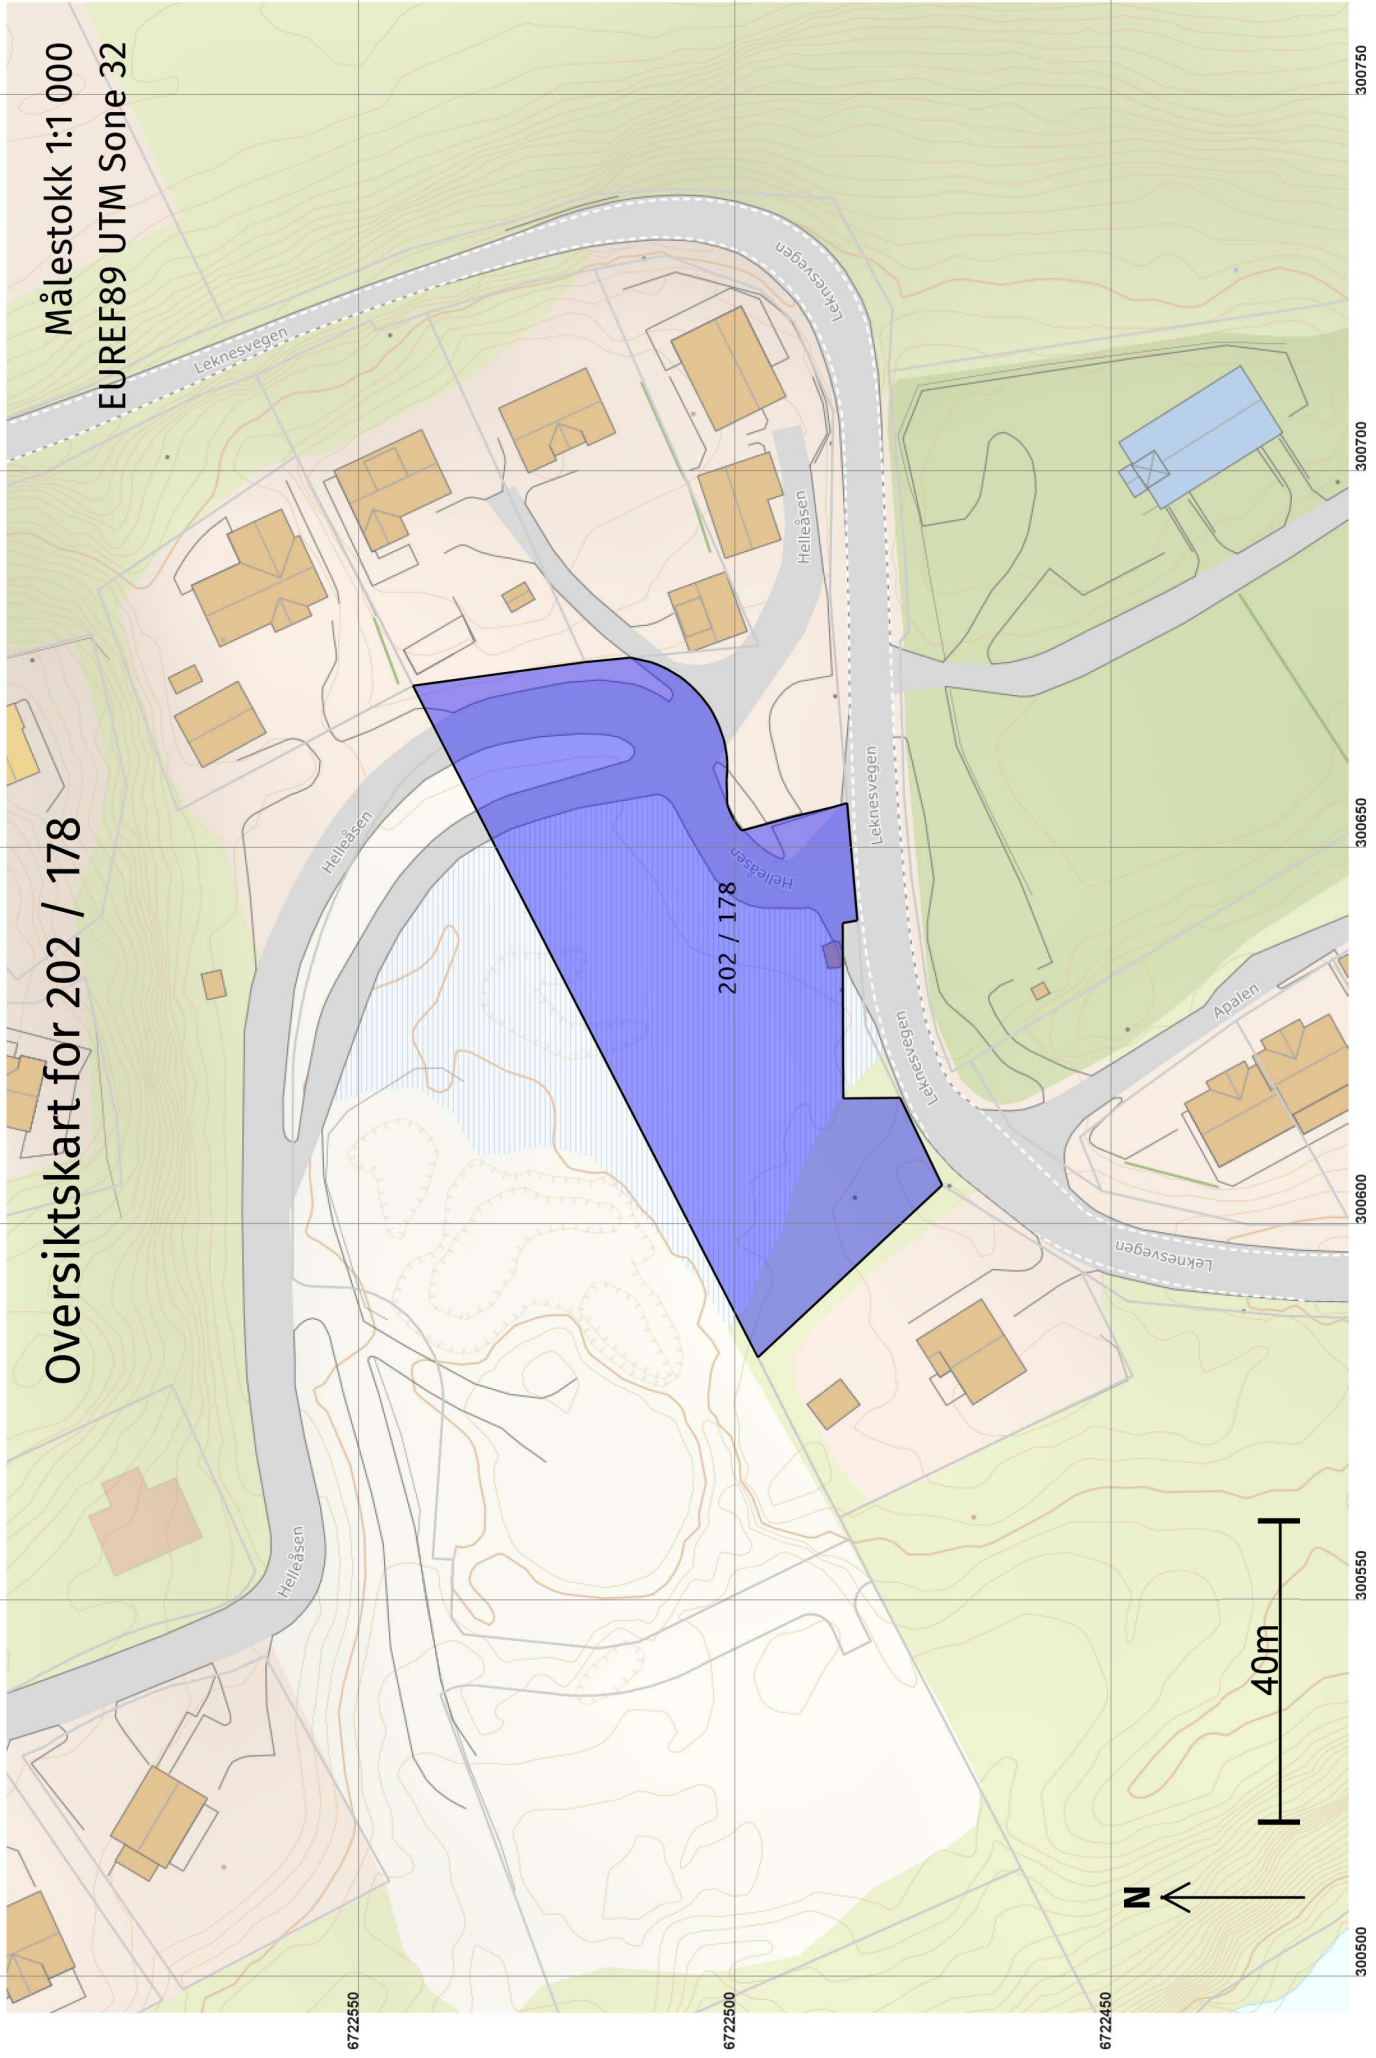 Oversiktskart for 202 / 178
Målestokk 1:1 000
EUREF89 UTM Sone 32
Leknesvegen
Leknesvegen
Helleåsen
Helleåsen
Helleåsen
202 / 178
Leknesvegen
Leknesvegen
Helleåsen
Apalen
Leknesvegen
40m
N
6722550
6722500
6722450
300500
300550
300600
300650
300700
300750